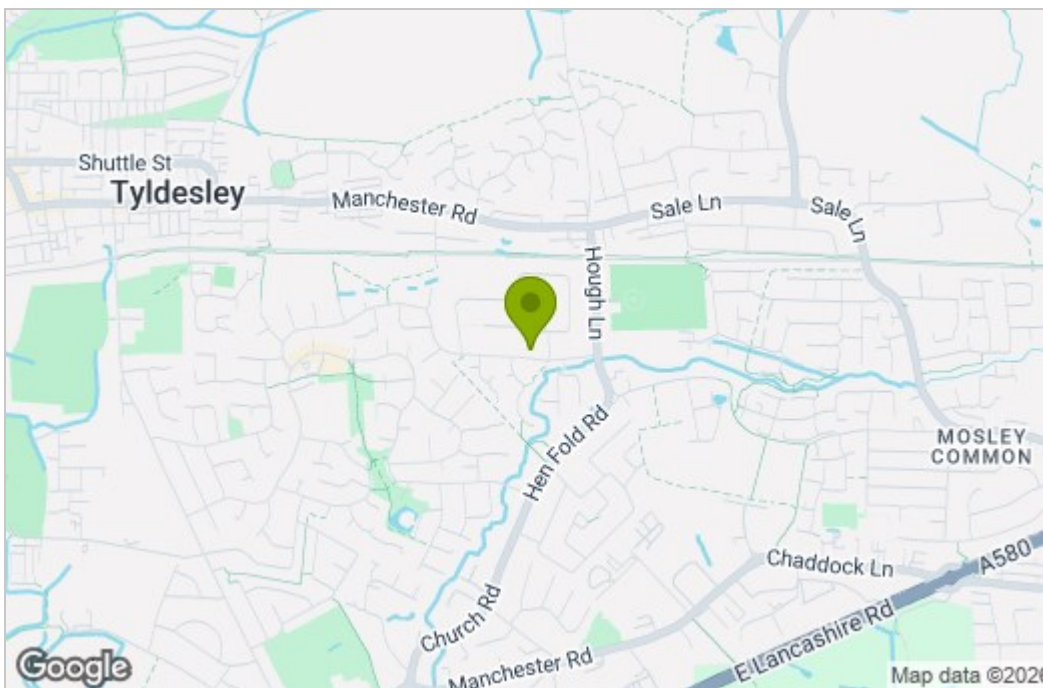 Shuttle St
Tyldesley
Manchester Rd
Sale Ln
Sale Ln
Hough Ln
Hen Fold Rd
MOSLEY
COMMON
Chaddock Ln
A580
E Lancashire Rd
Church Rd
Manchester Rd
Google
Map data ©2026